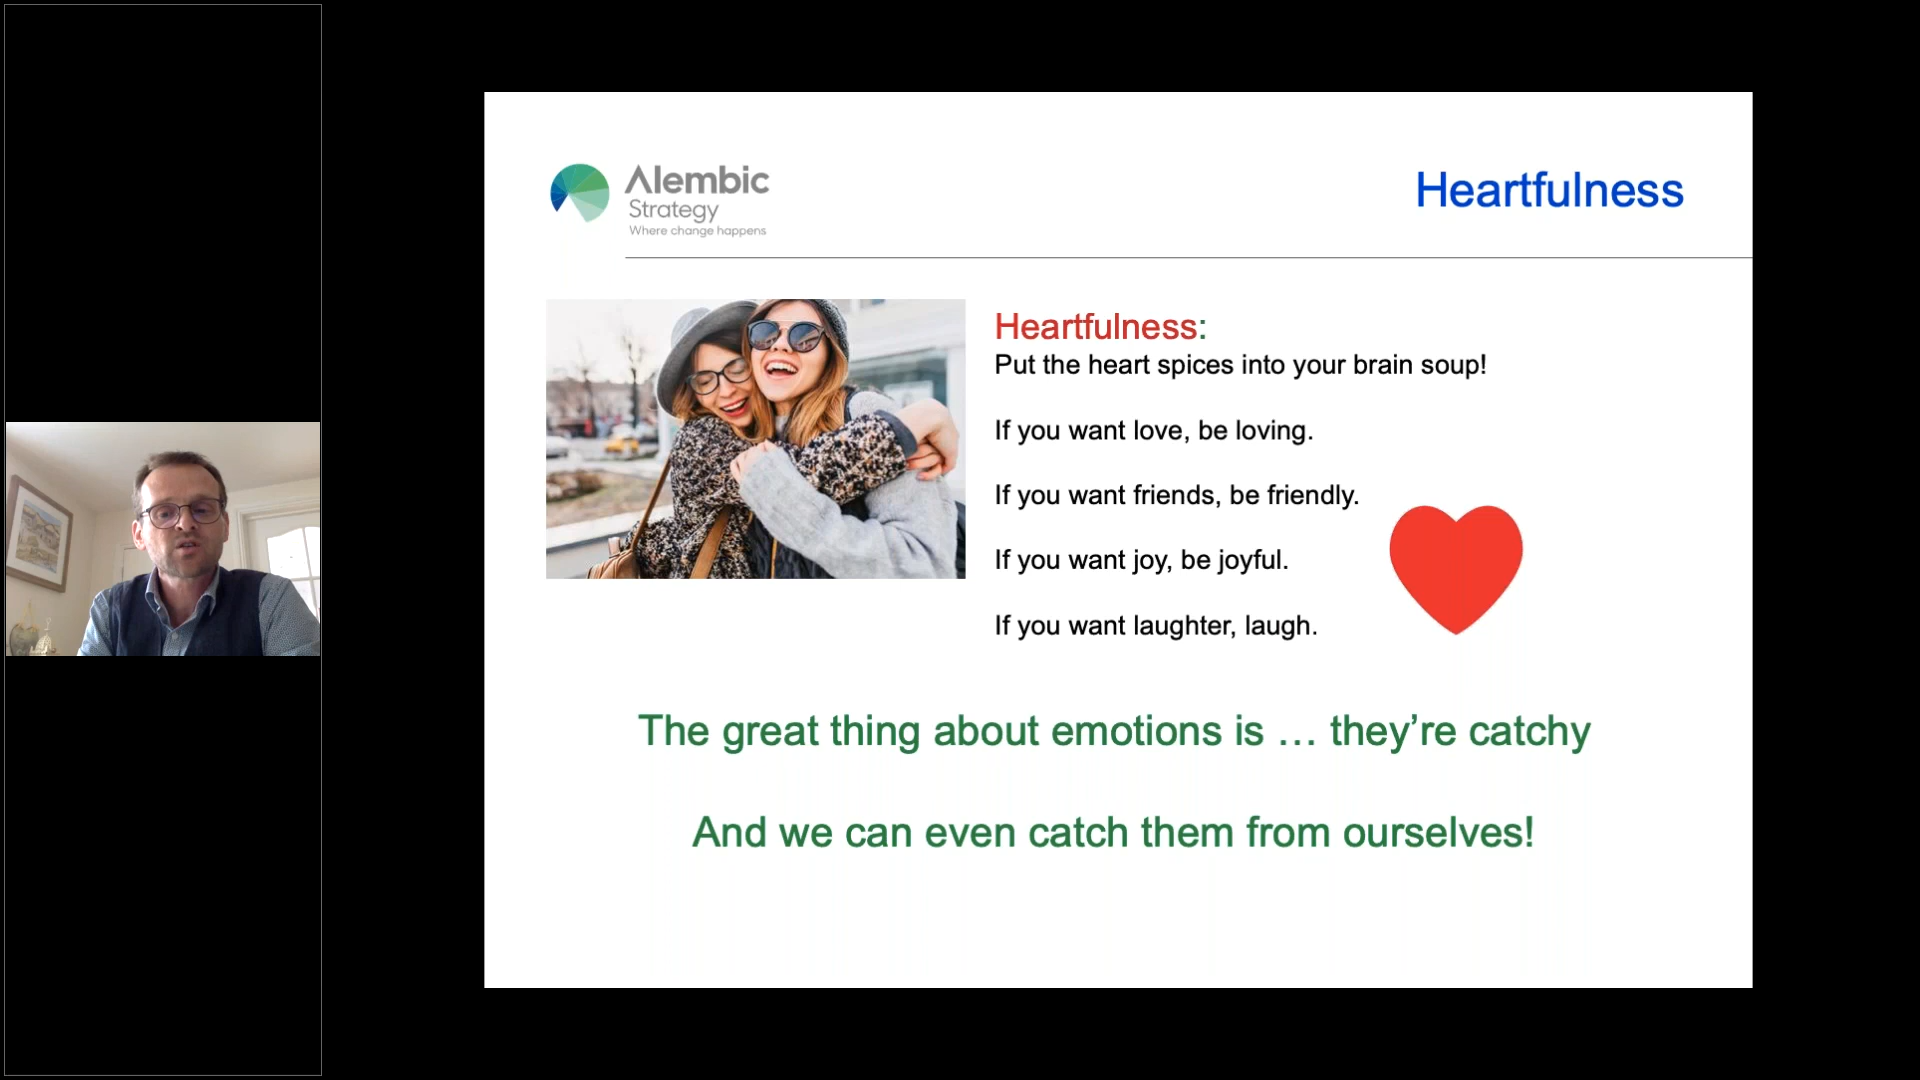 Alembic
Strategy
Where change happens
Heartfulness
Heartfulness:
Put the heart spices into your brain soup!
If you want love, be loving.
If you want friends, be friendly.
If you want joy, be joyful.
If you want laughter, laugh.
The great thing about emotions is … they’re catchy
And we can even catch them from ourselves!